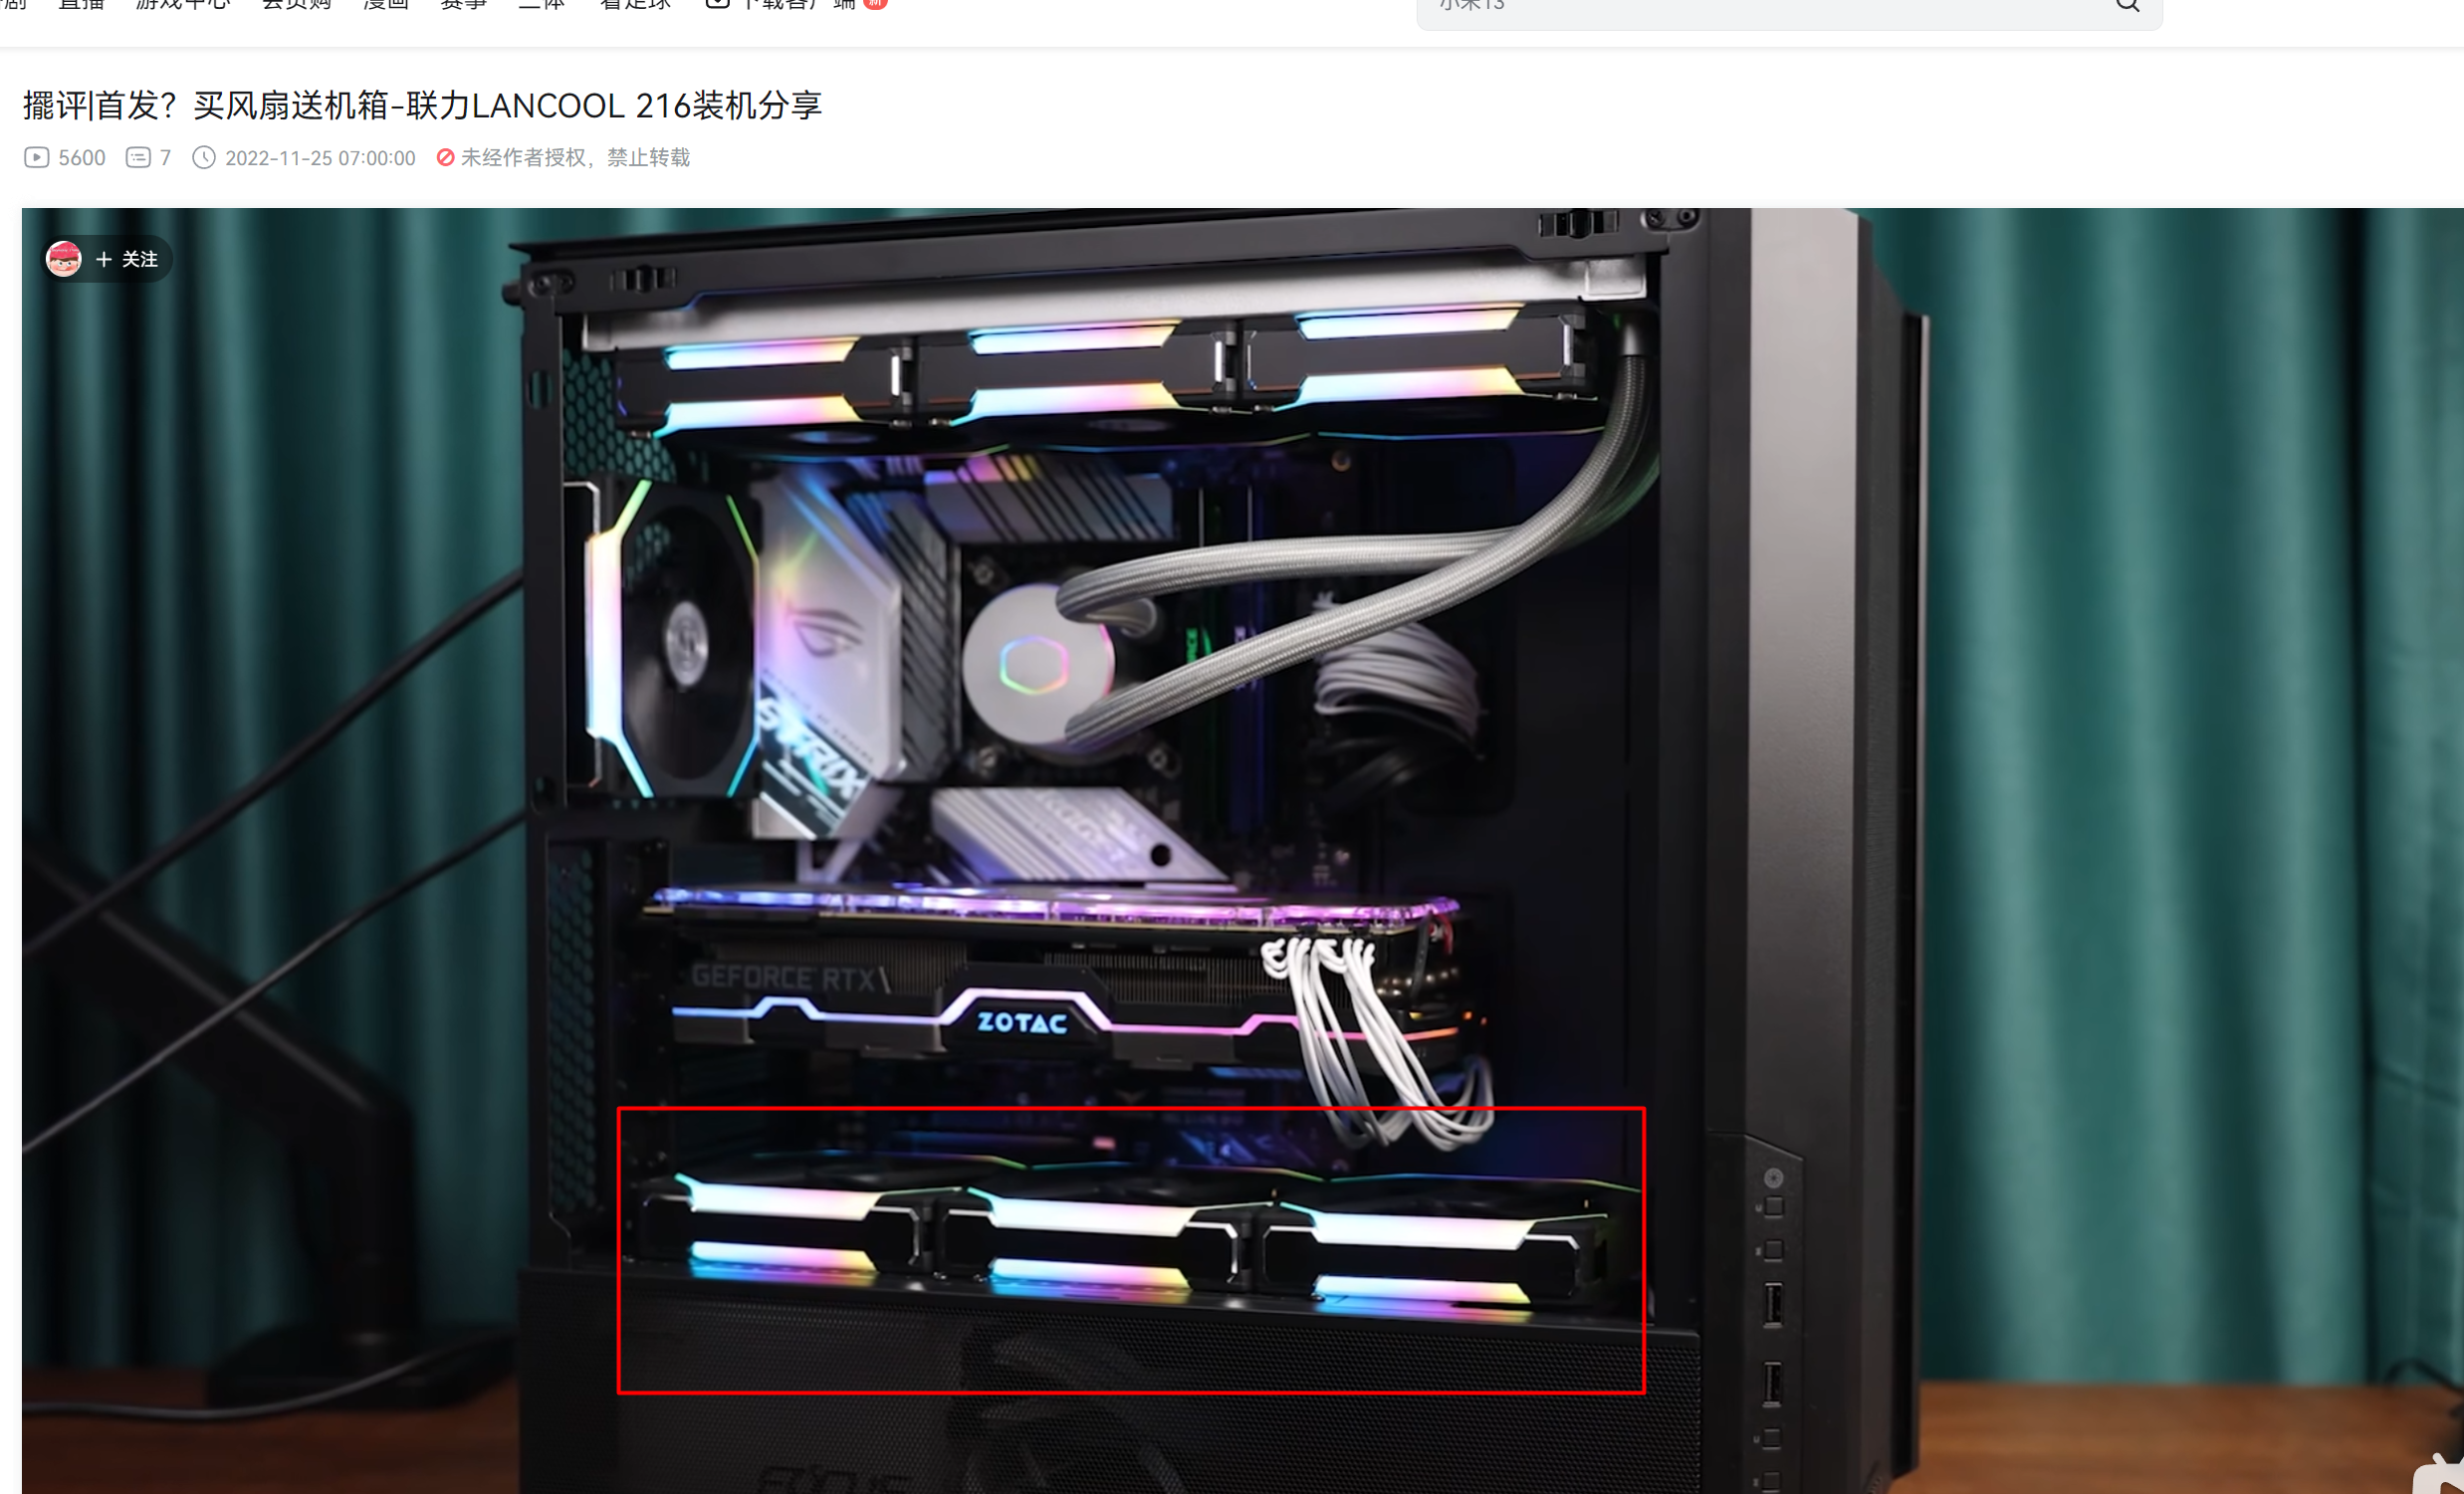 直播 游戏中心 会员购 漫画 赛事 三体 看足球 下载客户端 新
小米13
擺评|首发？买风扇送机箱-联力LANCOOL 216装机分享
5600 7 2022-11-25 07:00:00 未经作者授权，禁止转载
+ 关注
STRIX
GEFORCE RTX
ZOTAC